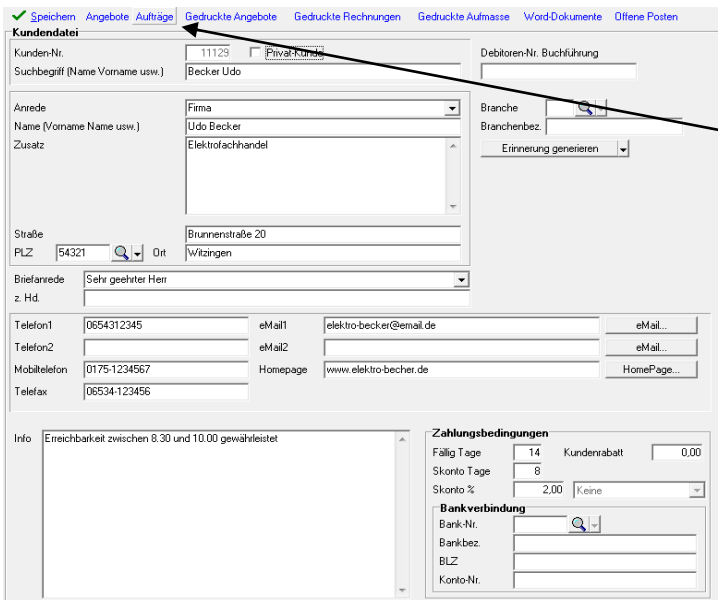 Speichern Angebote Aufträge Gedruckte Angebote Gedruckte Rechnungen Gedruckte Aufmasse Word-Dokumente Offene Posten
Kundendatei
Kunden-Nr. 11129 Privat-Kunde Debitoren-Nr. Buchführung
Suchbegriff (Name Vorname usw.) Becker Udo
Anrede Firma Branche
Name (Vorname Name usw.) Udo Becker Branchenbez.
Zusatz Elektrofachhandel Erinnerung generieren
Straße Brunnenstraße 20
PLZ 54321 Ort Witzingen
Briefanrede Sehr geehrter Herr
z. Hd.
Telefon1 0654312345 eMail1 elektro-becker@email.de eMail...
Telefon2 eMail2 eMail...
Mobiltelefon 0175-1234567 Homepage www.elektro-becher.de HomePage...
Telefax 06534-123456
Info Erreichbarkeit zwischen 8.30 und 10.00 gewährleistet
Zahlungsbedingungen
Fällig Tage 14 Kundenrabatt 0,00
Skonto Tage 8
Skonto % 2,00 Keine
Bankverbindung
Bank-Nr.
Bankbez.
BLZ
Konto-Nr.